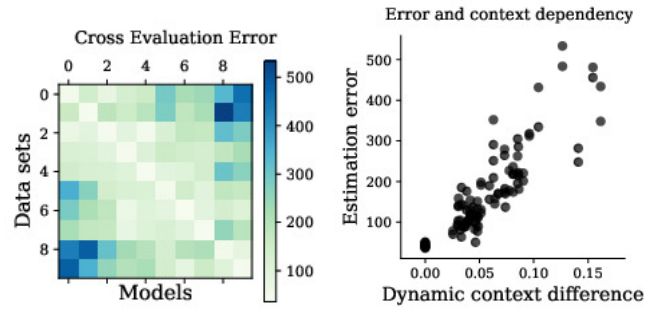 Cross Evaluation Error
0 2 4 6 8
0
2
4
6
8
Data sets
Models
500
400
300
200
100
Error and context dependency
500
400
300
200
100
Estimation error
0.00 0.05 0.10 0.15
Dynamic context difference